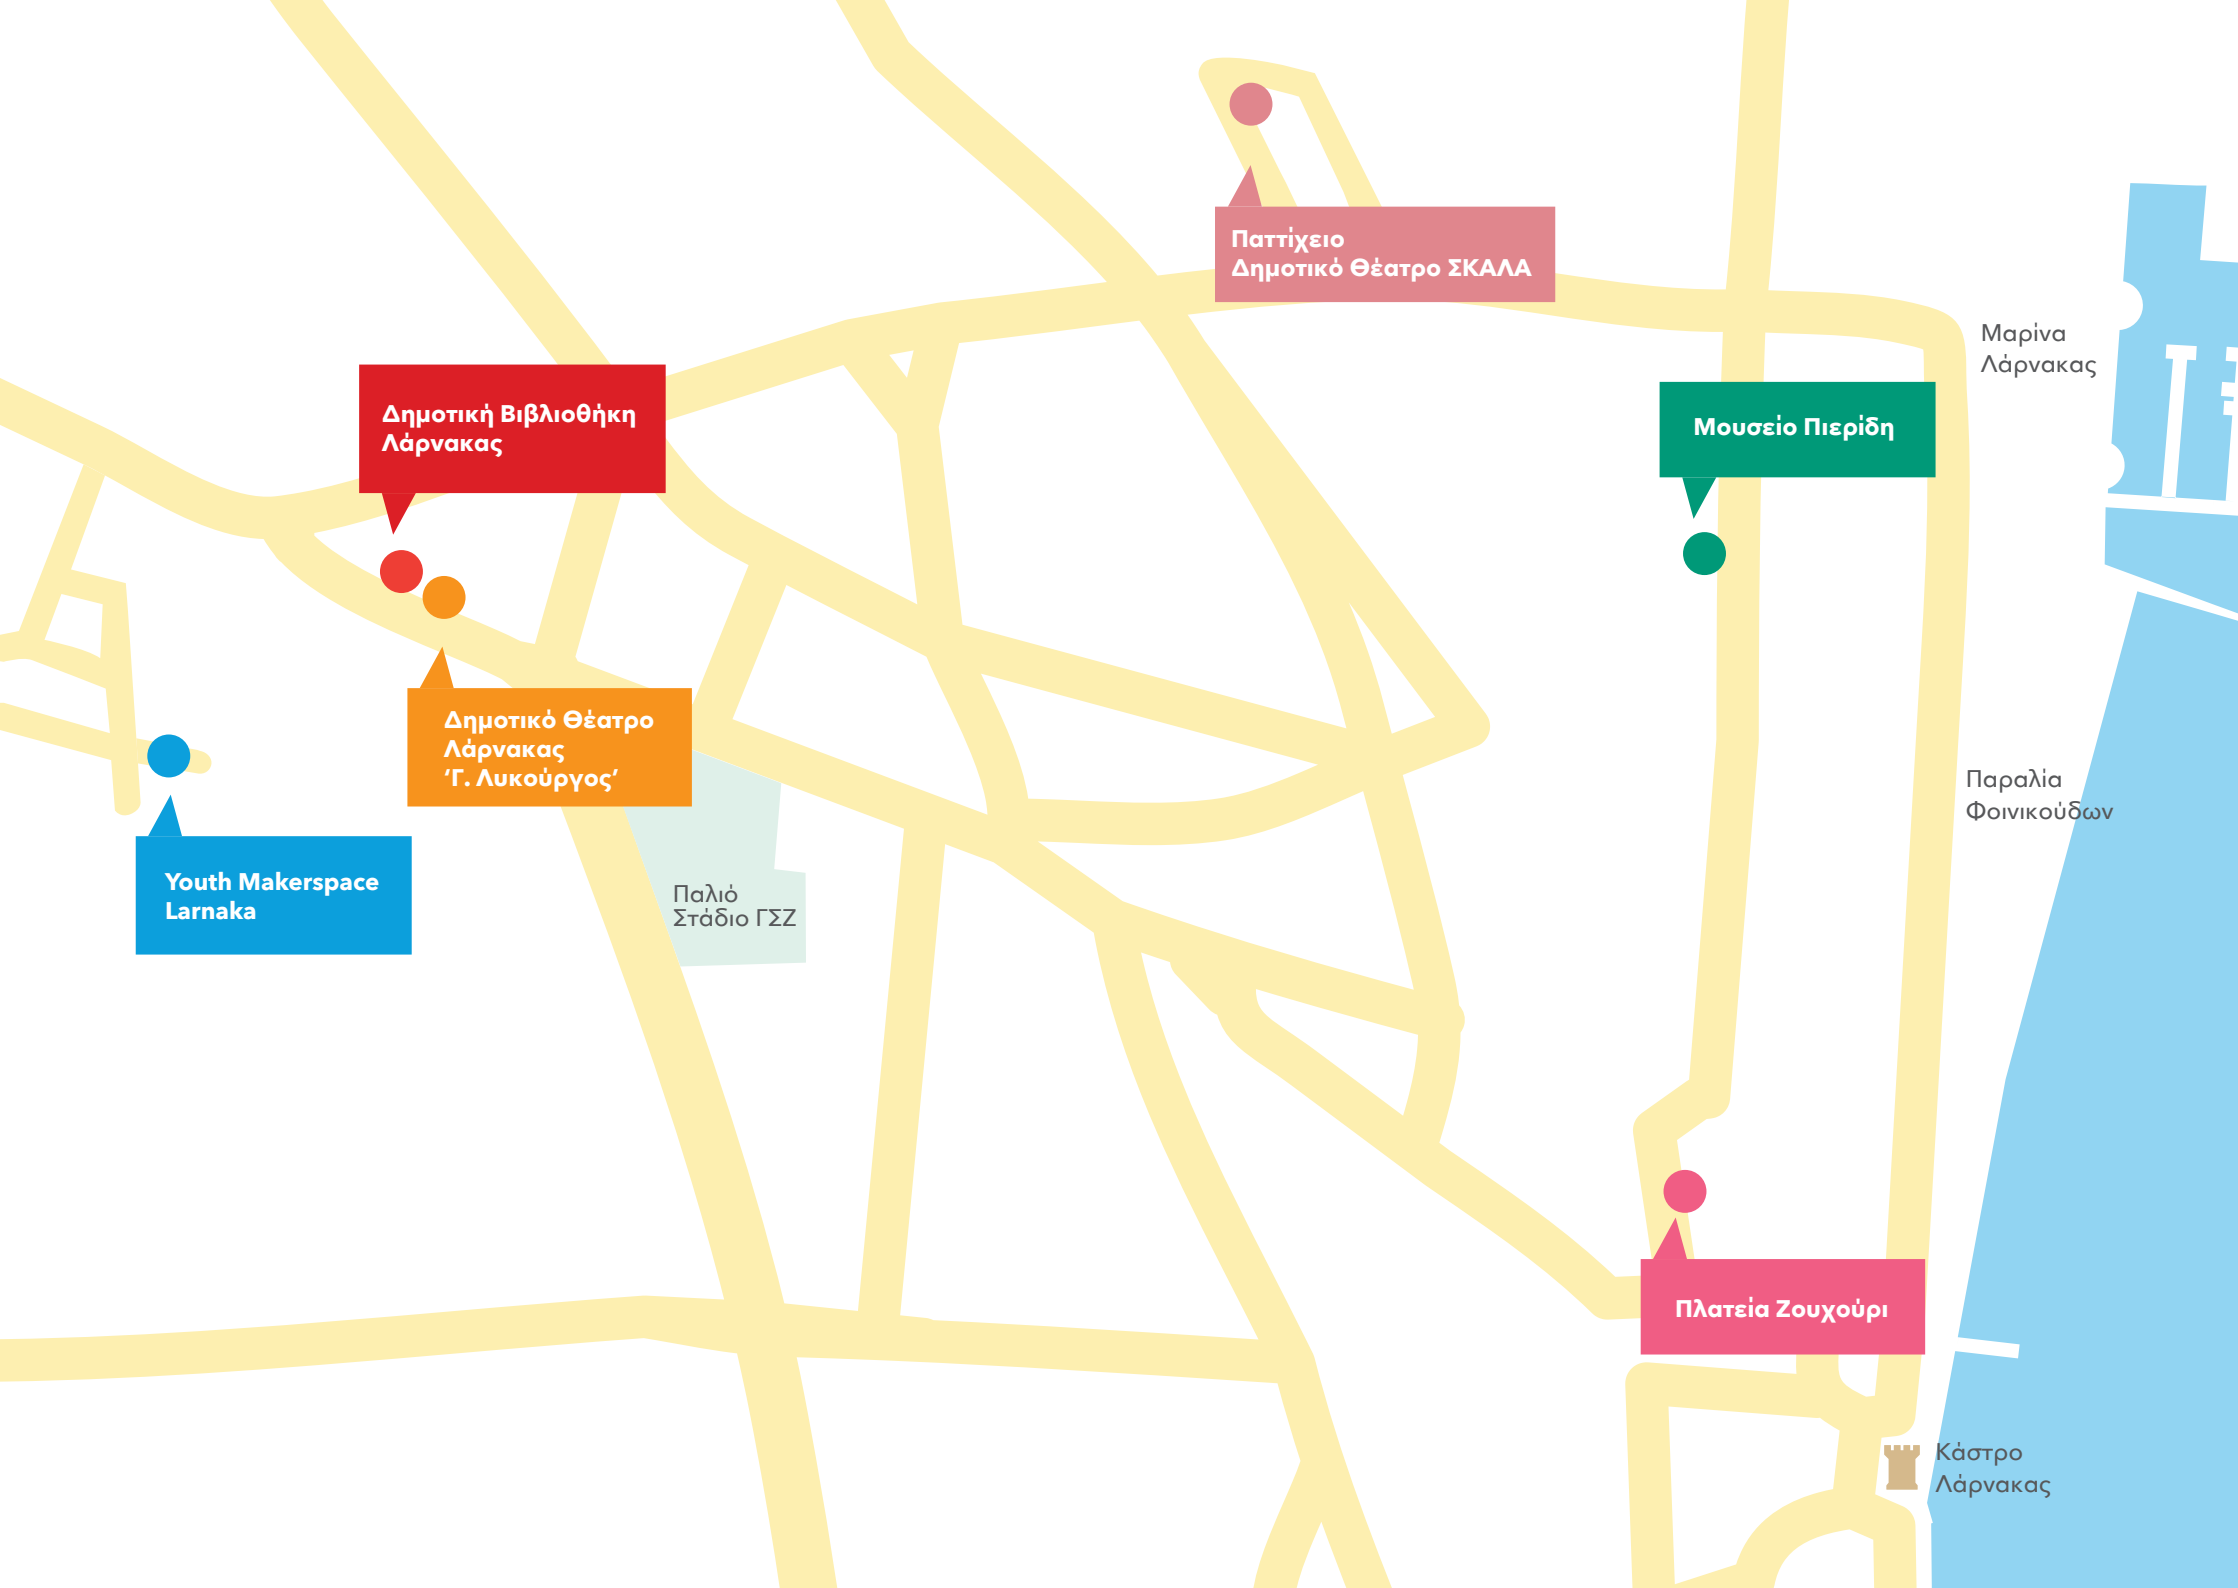 Παττίχειο
Δημοτικό Θέατρο ΣΚΑΛΑ
Μαρίνα
Λάρνακας
Δημοτική Βιβλιοθήκη
Λάρνακας
Μουσείο Πιερίδη
Δημοτικό Θέατρο
Λάρνακας
‘Γ. Λυκούργος’
Παραλία
Φοινικούδων
Youth Makerspace
Larnaka
Παλιό
Στάδιο ΓΣΖ
Πλατεία Ζουχούρι
Κάστρο
Λάρνακας